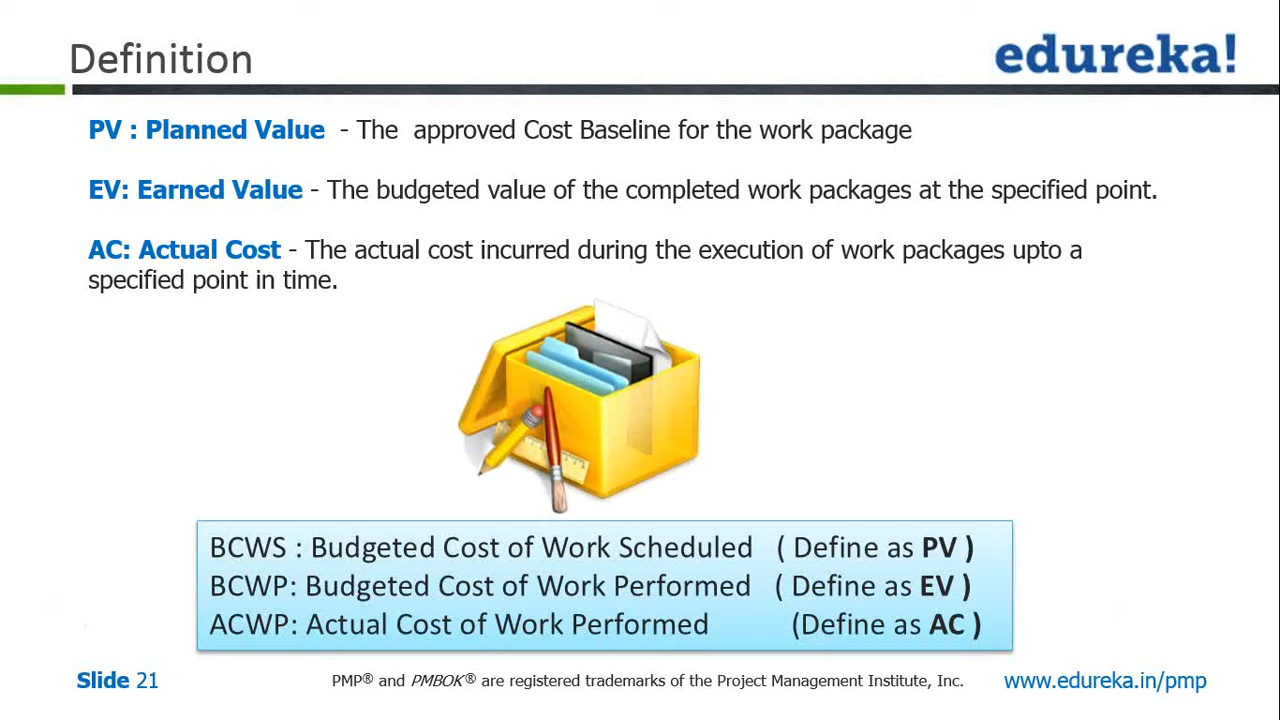 Definition
edureka!
PV : Planned Value - The approved Cost Baseline for the work package
EV: Earned Value - The budgeted value of the completed work packages at the specified point.
AC: Actual Cost - The actual cost incurred during the execution of work packages upto a
specified point in time.
BCWS : Budgeted Cost of Work Scheduled ( Define as PV )
BCWP: Budgeted Cost of Work Performed ( Define as EV )
ACWP: Actual Cost of Work Performed (Define as AC )
Slide 21
PMP® and PMBOK® are registered trademarks of the Project Management Institute, Inc.
www.edureka.in/pmp